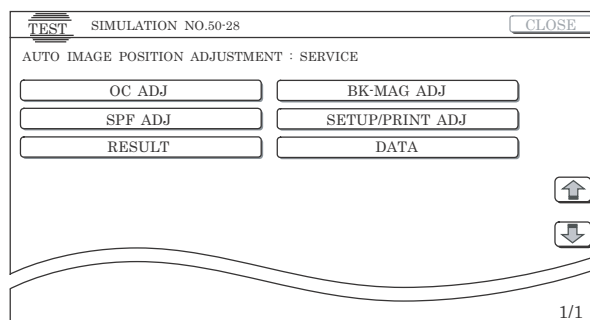 TEST SIMULATION NO.50-28 CLOSE
AUTO IMAGE POSITION ADJUSTMENT : SERVICE
OC ADJ BK-MAG ADJ
SPF ADJ SETUP/PRINT ADJ
RESULT DATA
1/1